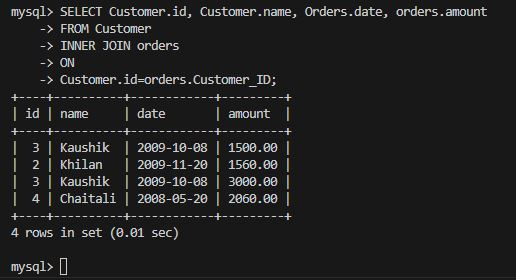 mysql> SELECT Customer.id, Customer.name, Orders.date, orders.amount
    -> FROM Customer
    -> INNER JOIN orders
    -> ON
    -> Customer.id=orders.Customer_ID;
+----+----------+------------+---------+
| id | name     | date       | amount  |
+----+----------+------------+---------+
|  3 | Kaushik  | 2009-10-08 | 1500.00 |
|  2 | Khilan   | 2009-11-20 | 1560.00 |
|  3 | Kaushik  | 2009-10-08 | 3000.00 |
|  4 | Chaitali | 2008-05-20 | 2060.00 |
+----+----------+------------+---------+
4 rows in set (0.01 sec)

mysql>